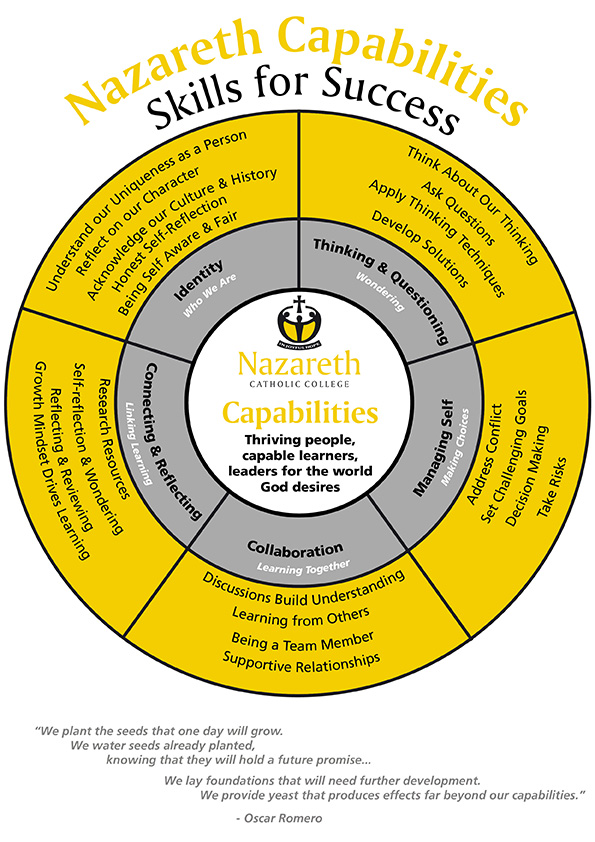 Nazareth Capabilities
Skills for Success
Understand our Uniqueness as a Person
Reflect on our Character
Acknowledge our Culture & History
Honest Self-Reflection
Being Self Aware & Fair
Identity
Who We Are
Think About Our Thinking
Ask Questions
Apply Thinking Techniques
Develop Solutions
Thinking & Questioning
Wondering
IN JOYFUL HOPE
Nazareth
CATHOLIC COLLEGE
Capabilities
Thriving people,
capable learners,
leaders for the world
God desires
Managing Self
Making Choices
Address Conflict
Set Challenging Goals
Decision Making
Take Risks
Collaboration
Learning Together
Discussions Build Understanding
Learning from Others
Being a Team Member
Supportive Relationships
Connecting & Reflecting
Linking Learning
Research Resources
Self-reflection & Wondering
Reflecting & Reviewing
Growth Mindset Drives Learning
“We plant the seeds that one day will grow.
We water seeds already planted,
knowing that they will hold a future promise...
We lay foundations that will need further development.
We provide yeast that produces effects far beyond our capabilities.”
- Oscar Romero